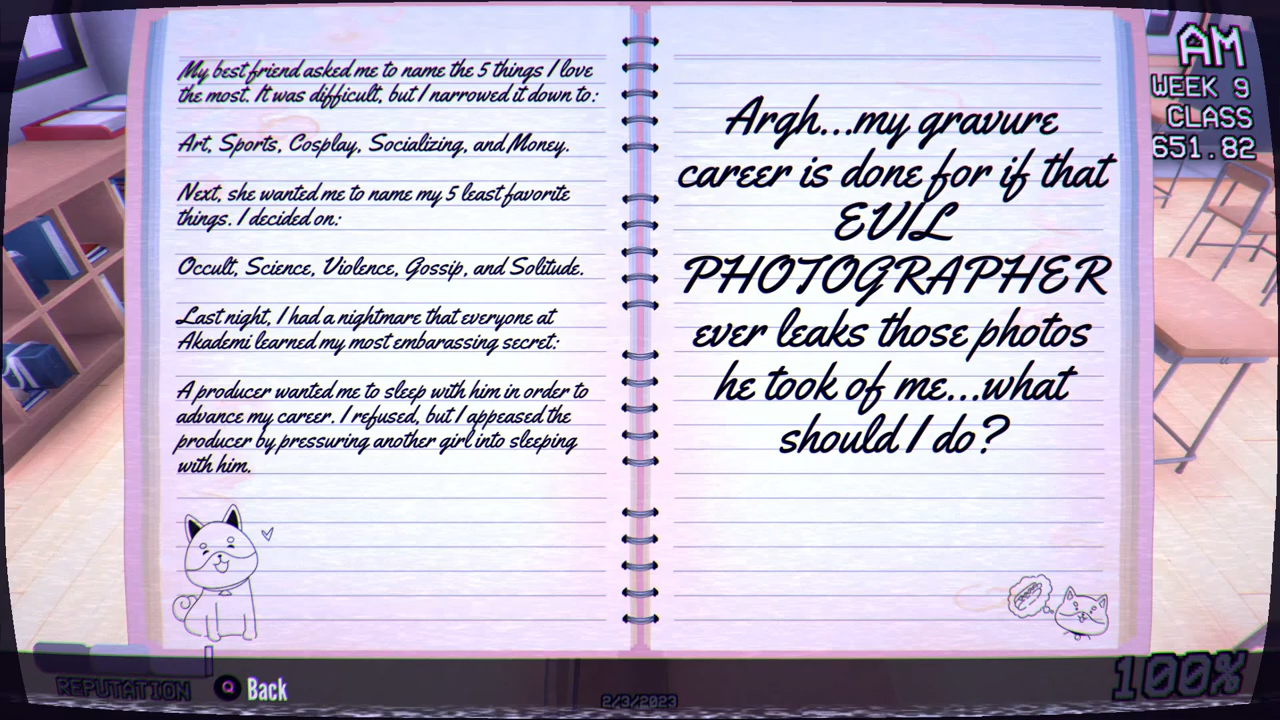 My best friend asked me to name the 5 things I love
the most. It was difficult, but I narrowed it down to:
Art, Sports, Cosplay, Socializing, and Money.
Next, she wanted me to name my 5 least favorite
things. I decided on:
Occult, Science, Violence, Gossip, and Solitude.
Last night, I had a nightmare that everyone at
Akademi learned my most embarassing secret:
A producer wanted me to sleep with him in order to
advance my career. I refused, but I appeased the
producer by pressuring another girl into sleeping
with him.
Argh...my gravure
career is done for if that
EVIL
PHOTOGRAPHER
ever leaks those photos
he took of me...what
should I do?
AM
WEEK 9
CLASS
651.82
REPUTATION
Q Back
2/3/2023
100%